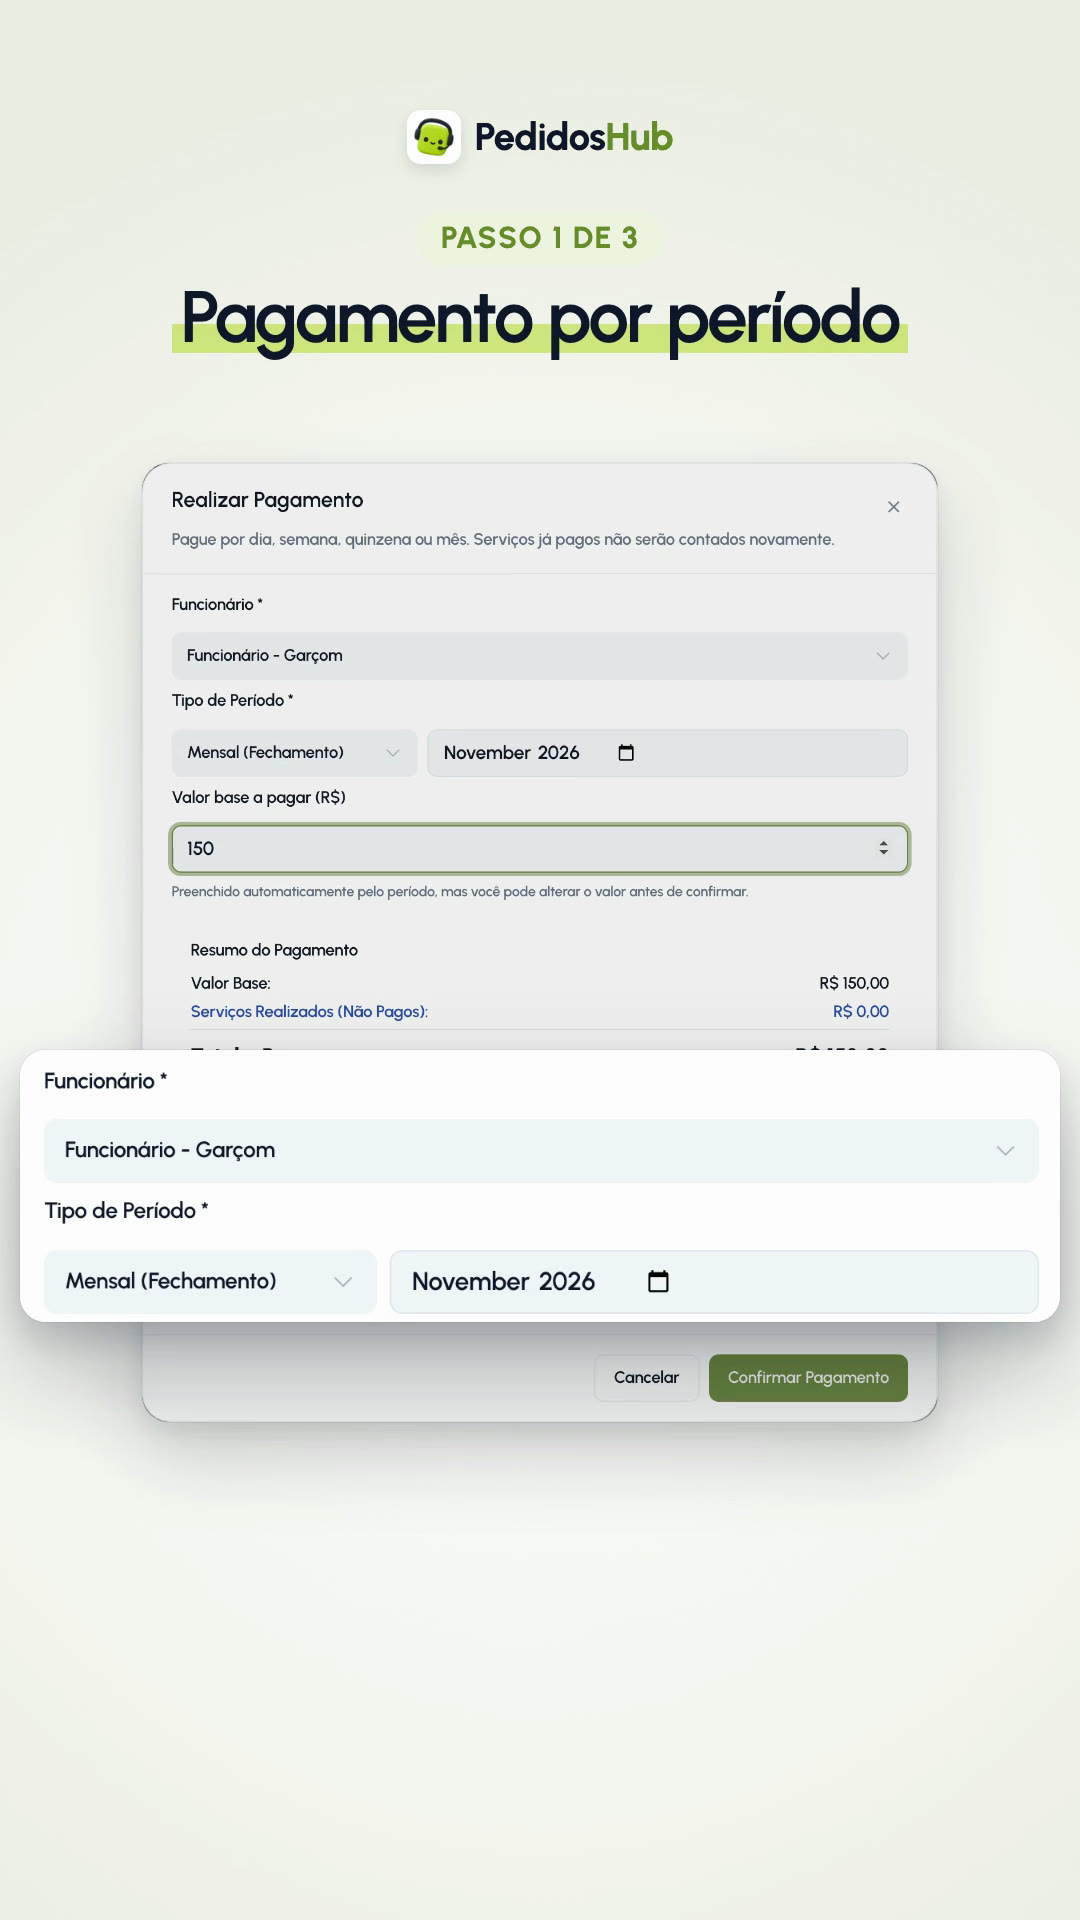 PedidosHub
PASSO 1 DE 3
Pagamento por período
Realizar Pagamento
Pague por dia, semana, quinzena ou mês. Serviços já pagos não serão contados novamente.
Funcionário *
Funcionário - Garçom
Tipo de Período *
Mensal (Fechamento) November 2026
Valor base a pagar (R$)
150
Preenchido automaticamente pelo período, mas você pode alterar o valor antes de confirmar.
Resumo do Pagamento
Valor Base: R$ 150,00
Serviços Realizados (Não Pagos): R$ 0,00
Funcionário *
Funcionário - Garçom
Tipo de Período *
Mensal (Fechamento) November 2026
Cancelar Confirmar Pagamento